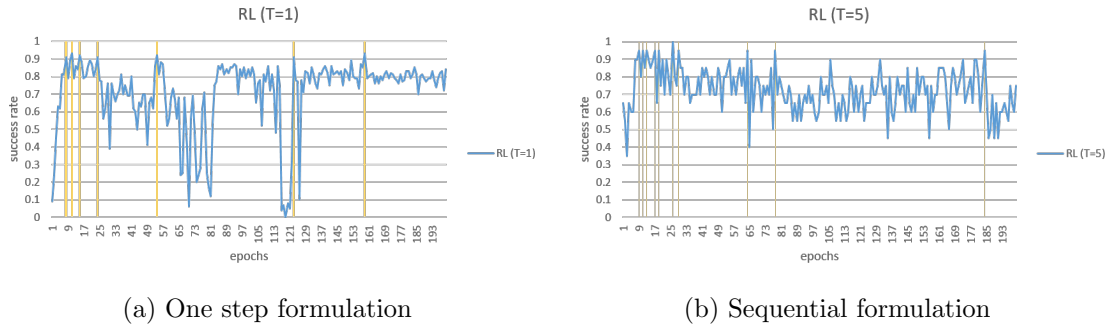 RL (T=1)
1
0.9
0.8
0.7
0.6
0.5
0.4
0.3
0.2
0.1
0
success rate
1 9 17 25 33 41 49 57 65 73 81 89 97 105 113 121 129 137 145 153 161 169 177 185 193
epochs
RL (T=1)
(a) One step formulation
RL (T=5)
1
0.9
0.8
0.7
0.6
0.5
0.4
0.3
0.2
0.1
0
success rate
1 9 17 25 33 41 49 57 65 73 81 89 97 105 113 121 129 137 145 153 161 169 177 185 193
epochs
RL (T=5)
(b) Sequential formulation